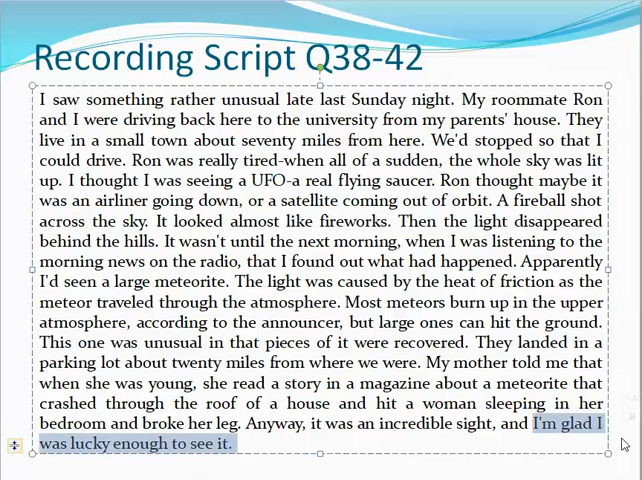 Recording Script Q38-42
I saw something rather unusual late last Sunday night. My roommate Ron
and I were driving back here to the university from my parents' house. They
live in a small town about seventy miles from here. We'd stopped so that I
could drive. Ron was really tired-when all of a sudden, the whole sky was lit
up. I thought I was seeing a UFO-a real flying saucer. Ron thought maybe it
was an airliner going down, or a satellite coming out of orbit. A fireball shot
across the sky. It looked almost like fireworks. Then the light disappeared
behind the hills. It wasn't until the next morning, when I was listening to the
morning news on the radio, that I found out what had happened. Apparently
I'd seen a large meteorite. The light was caused by the heat of friction as the
meteor traveled through the atmosphere. Most meteors burn up in the upper
atmosphere, according to the announcer, but large ones can hit the ground.
This one was unusual in that pieces of it were recovered. They landed in a
parking lot about twenty miles from where we were. My mother told me that
when she was young, she read a story in a magazine about a meteorite that
crashed through the roof of a house and hit a woman sleeping in her
bedroom and broke her leg. Anyway, it was an incredible sight, and I'm glad I
was lucky enough to see it.